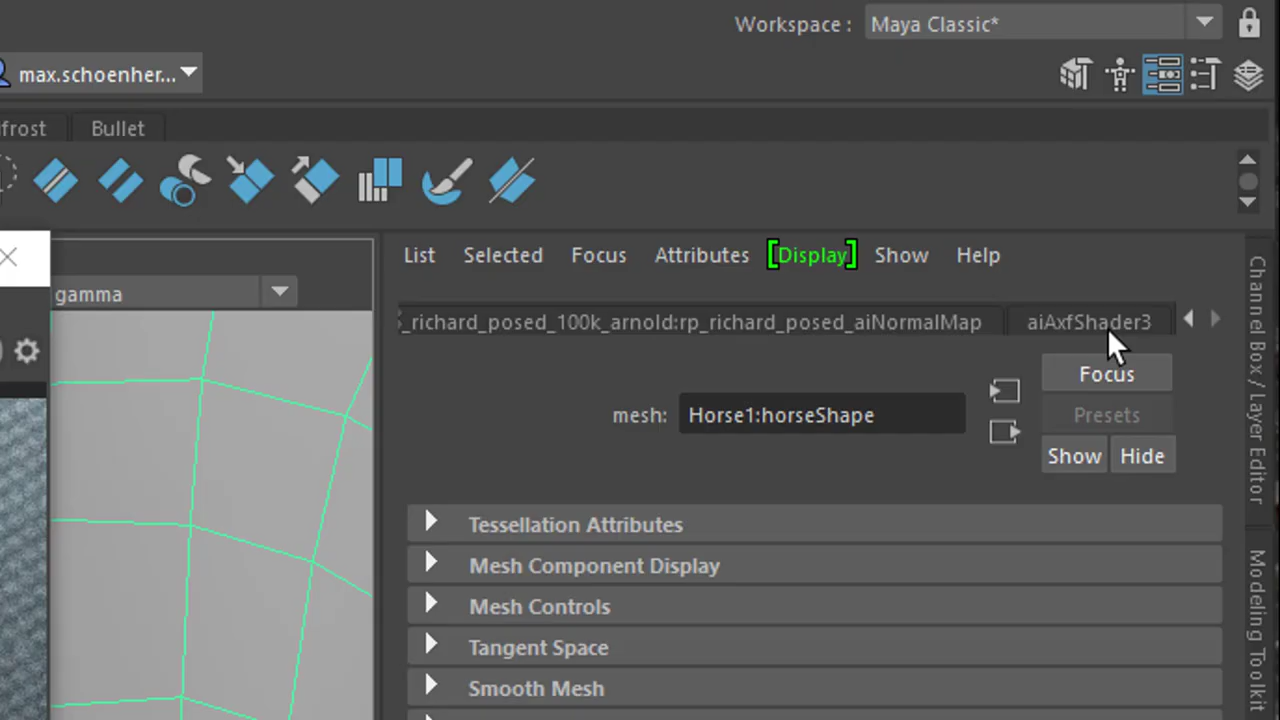 Workspace : Maya Classic*
max.schoenher...
ifrost Bullet
List Selected Focus Attributes [Display] Show Help
gamma
_richard_posed_100k_arnold:rp_richard_posed_aiNormalMap aiAxfShader3
Focus
mesh: Horse1:horseShape
Presets
Show Hide
Tessellation Attributes
Mesh Component Display
Mesh Controls
Tangent Space
Smooth Mesh
Channel Box / Layer Editor
Modeling Toolkit